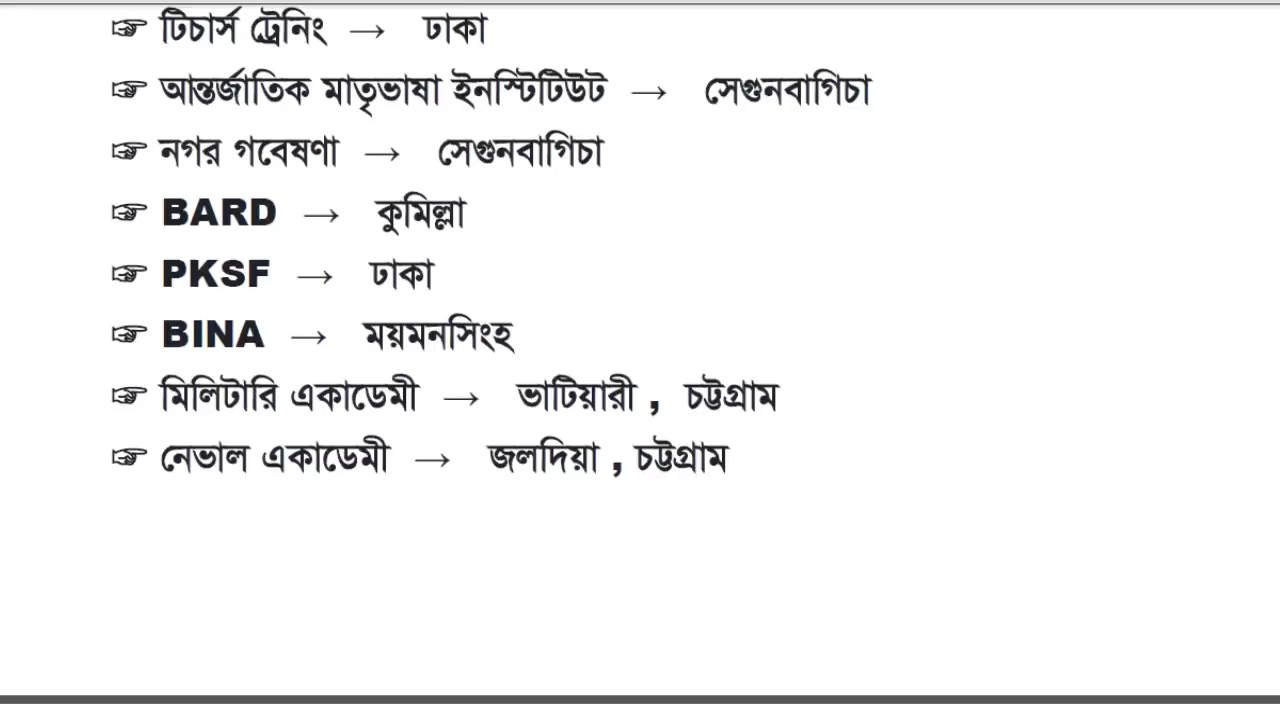 ☞ টিচার্স ট্রেনিং → ঢাকা
☞ আন্তর্জাতিক মাতৃভাষা ইনস্টিটিউট → সেগুনবাগিচা
☞ নগর গবেষণা → সেগুনবাগিচা
☞ BARD → কুমিল্লা
☞ PKSF → ঢাকা
☞ BINA → ময়মনসিংহ
☞ মিলিটারি একাডেমী → ভাটিয়ারী , চট্টগ্রাম
☞ নেভাল একাডেমী → জলদিয়া , চট্টগ্রাম